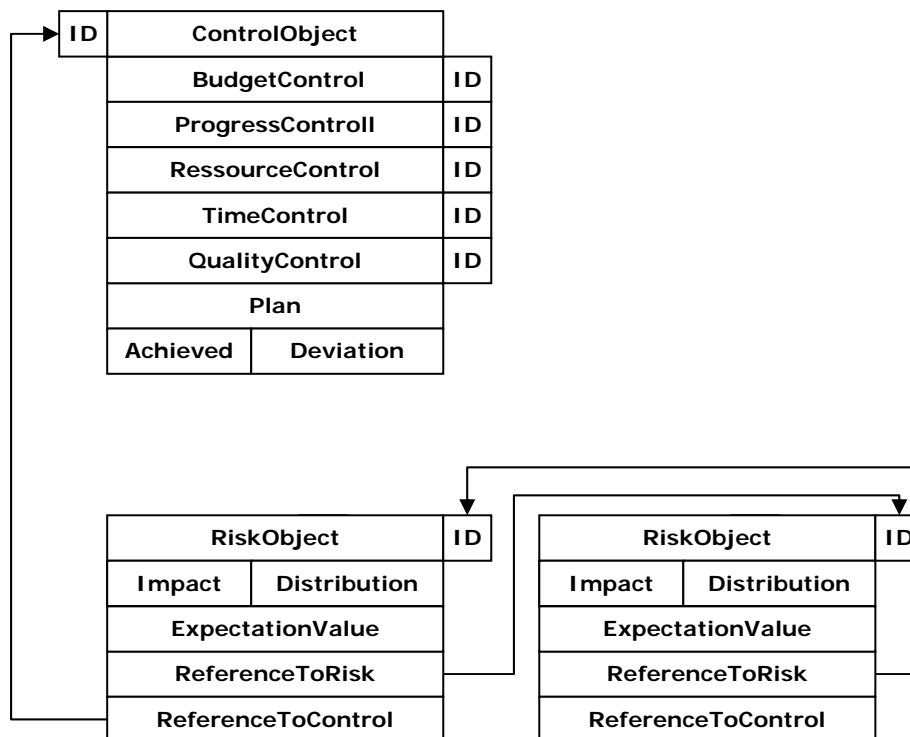 ID ControlObject
BudgetControl ID
ProgressControll ID
RessourceControl ID
TimeControl ID
QualityControl ID
Plan
Achieved Deviation
RiskObject ID RiskObject ID
Impact Distribution Impact Distribution
ExpectationValue ExpectationValue
ReferenceToRisk ReferenceToRisk
ReferenceToControl ReferenceToControl